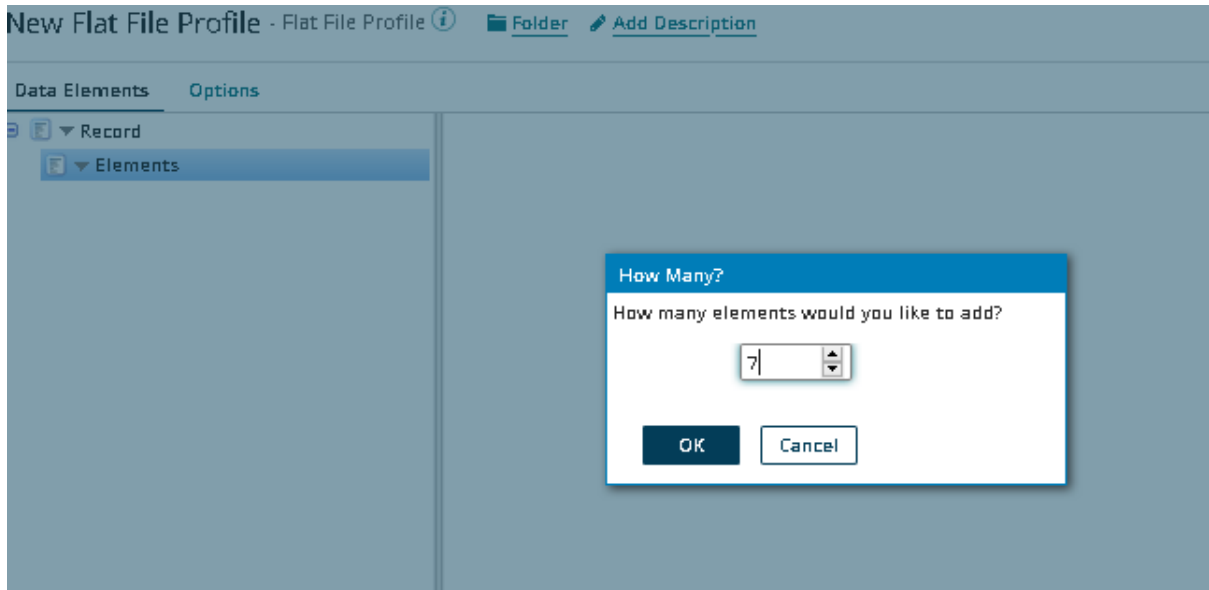 New Flat File Profile - Flat File Profile i Folder Add Description
Data Elements Options
Record
Elements
How Many?
How many elements would you like to add?
7
OK Cancel